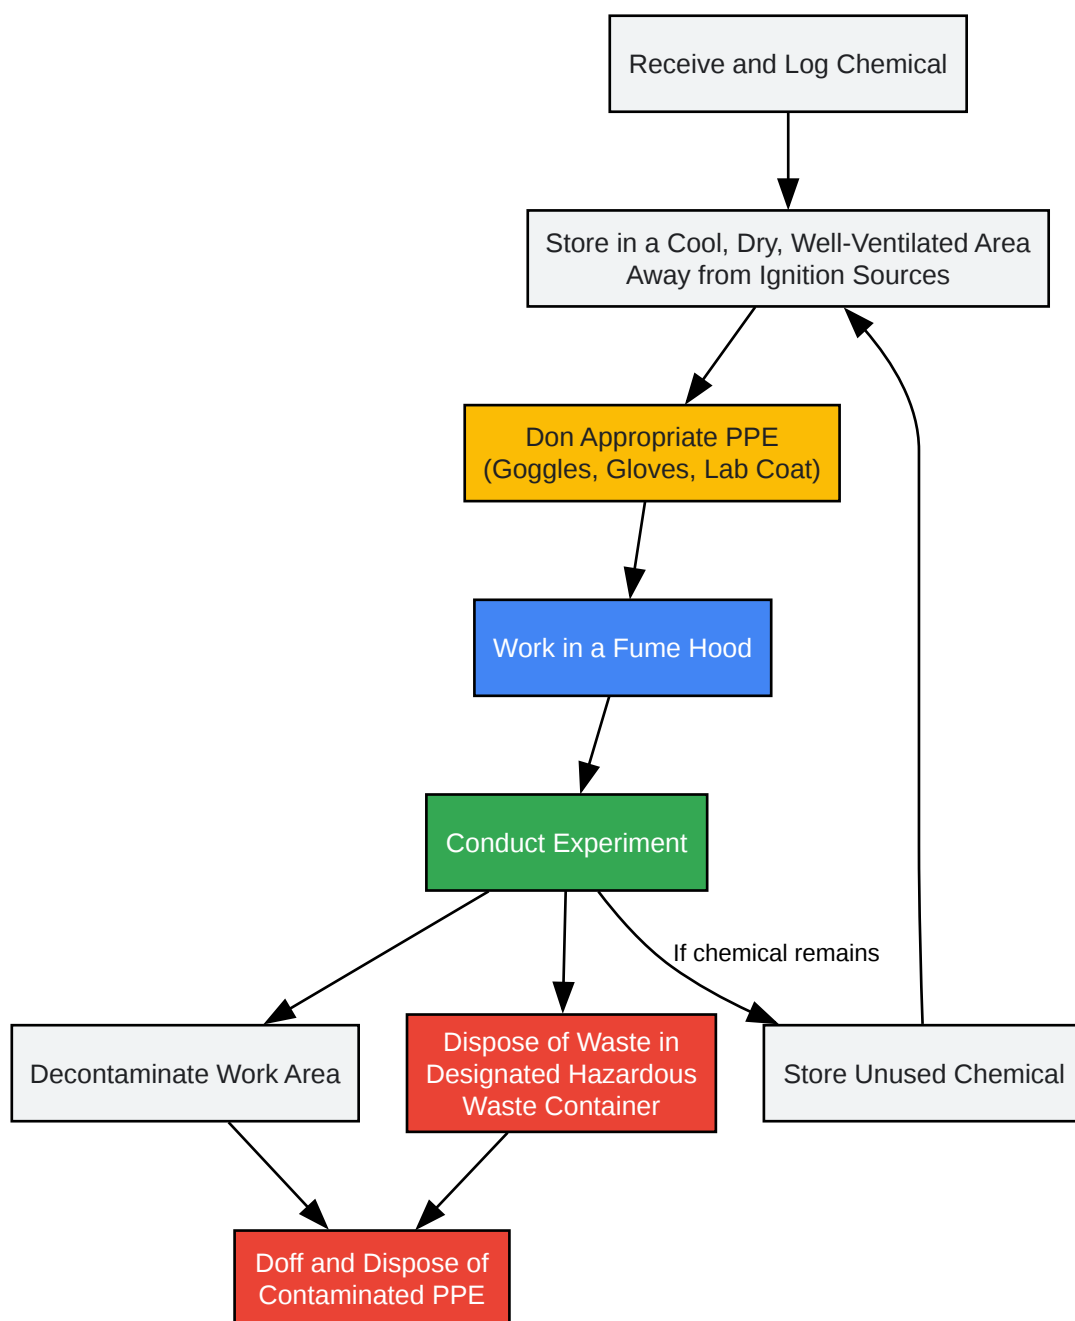 Receive and Log Chemical
Store in a Cool, Dry, Well-Ventilated Area
Away from Ignition Sources
Don Appropriate PPE
(Goggles, Gloves, Lab Coat)
Work in a Fume Hood
Conduct Experiment
If chemical remains
Decontaminate Work Area
Dispose of Waste in
Designated Hazardous
Waste Container
Store Unused Chemical
Doff and Dispose of
Contaminated PPE